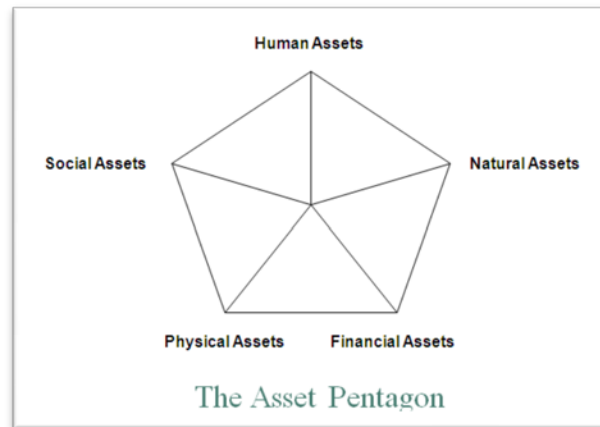 Human Assets
Social Assets
Natural Assets
Physical Assets
Financial Assets
The Asset Pentagon